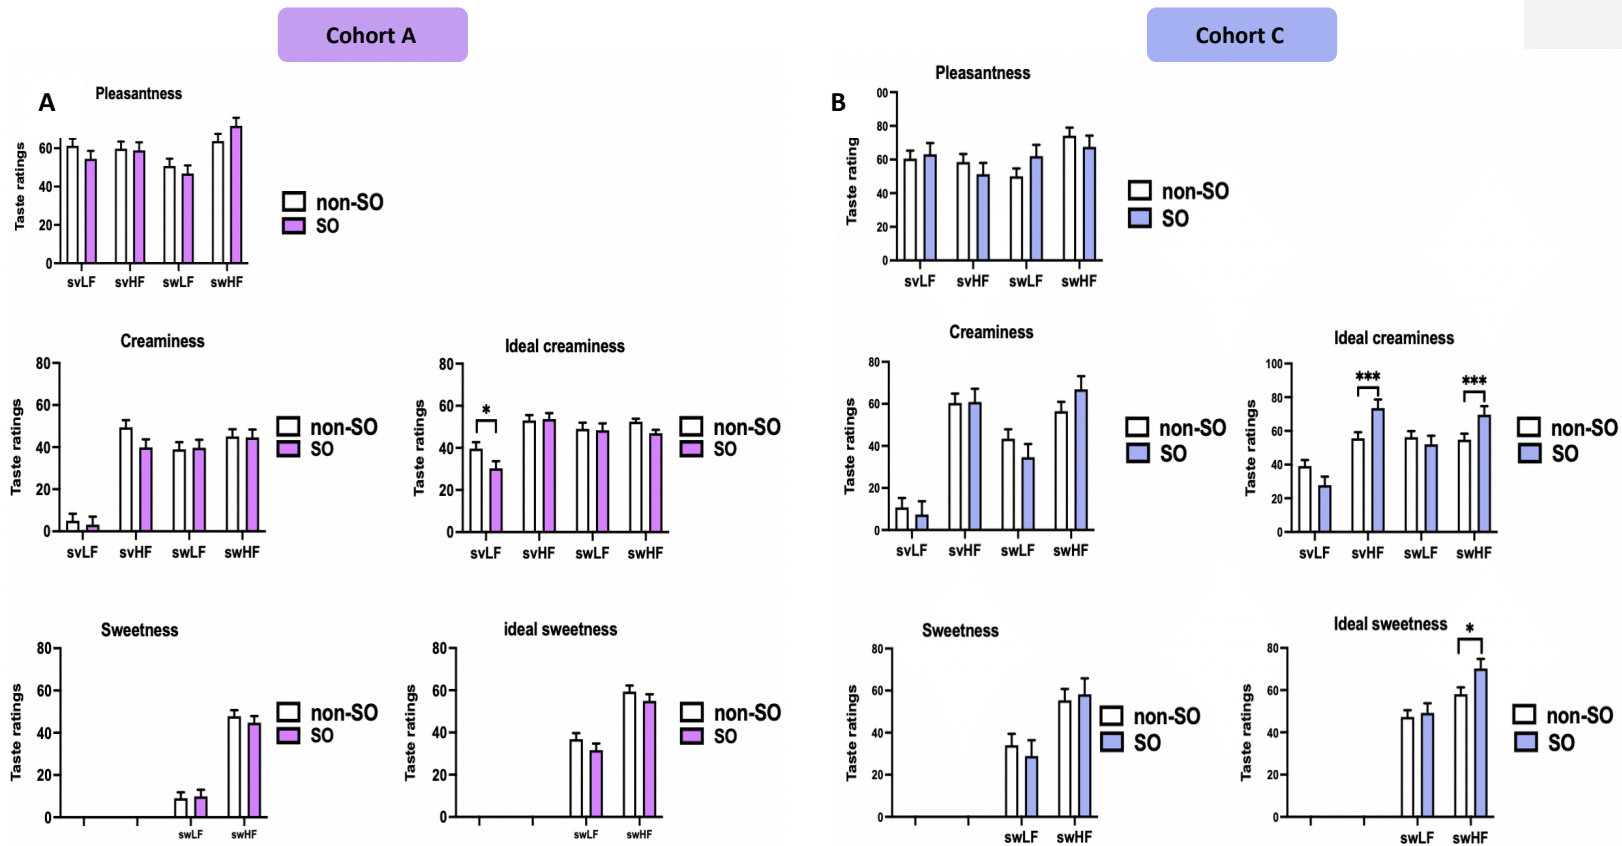 Cohort A
Cohort C
A
Pleasantness
Taste ratings
60
40
20
0
svLF svHF swLF swHF
non-SO
SO
B
Pleasantness
Taste rating
00
80
60
40
20
0
svLF svHF swLF swHF
non-SO
SO
Creaminess
Taste ratings
80
60
40
20
0
svLF svHF swLF swHF
non-SO
SO
Ideal creaminess
Taste ratings
80
60
40
20
0
*
svLF svHF swLF swHF
non-SO
SO
Creaminess
Taste ratings
80
60
40
20
0
svLF svHF swLF swHF
non-SO
SO
Ideal creaminess
Taste ratings
100
80
60
40
20
0
*** ***
svLF svHF swLF swHF
non-SO
SO
Sweetness
Taste ratings
80
60
40
20
0
swLF swHF
non-SO
SO
ideal sweetness
Taste ratings
80
60
40
20
0
swLF swHF
non-SO
SO
Sweetness
Taste ratings
80
60
40
20
0
swLF swHF
non-SO
SO
Ideal sweetness
Taste ratings
80
60
40
20
0
*
swLF swHF
non-SO
SO